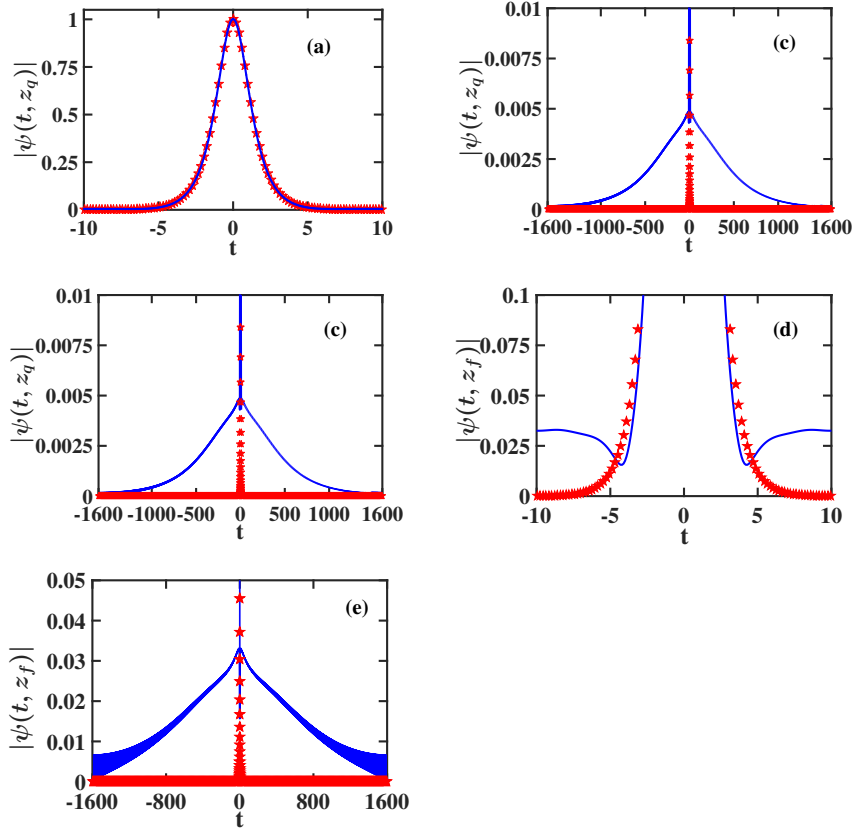 1
0.75
0.5
0.25
0
-10 -5 0 5 10
t
|ψ(t, z_q)|
(a)
0.01
0.0075
0.005
0.0025
0
-1600 -1000 -500 0 500 1000 1600
t
|ψ(t, z_q)|
(c)
0.01
0.0075
0.005
0.0025
0
-1600 -1000 -500 0 500 1000 1600
t
|ψ(t, z_q)|
(c)
0.1
0.075
0.05
0.025
0
-10 -5 0 5 10
t
|ψ(t, z_f)|
(d)
0.05
0.04
0.03
0.02
0.01
0
-1600 -800 0 800 1600
t
|ψ(t, z_f)|
(e)